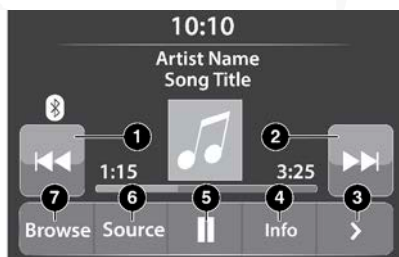 10:10
Artist Name
Song Title
1 2
1:15 3:25
7 6 5 4 3
Browse Source Info >